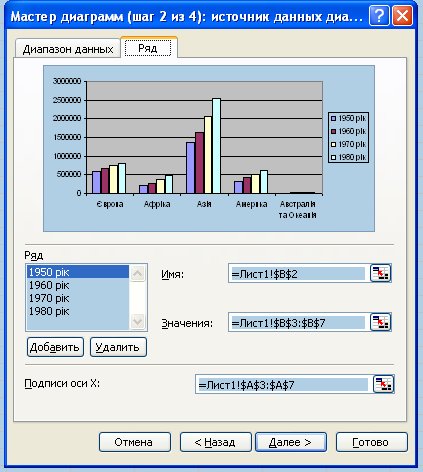 Мастер диаграмм (шаг 2 из 4): источник данных диа...
Диапазон данных
Ряд
3000000
2500000
2000000
1500000
1000000
500000
0
Європа
Африка
Азія
Америка
Австралія
та Океанія
1950 рік
1960 рік
1970 рік
1980 рік
Ряд
1950 рік
1960 рік
1970 рік
1980 рік
Добавить
Удалить
Имя:
=Лист1!$B$2
Значения:
=Лист1!$B$3:$B$7
Подписи оси X:
=Лист1!$A$3:$A$7
Отмена
< Назад
Далее >
Готово